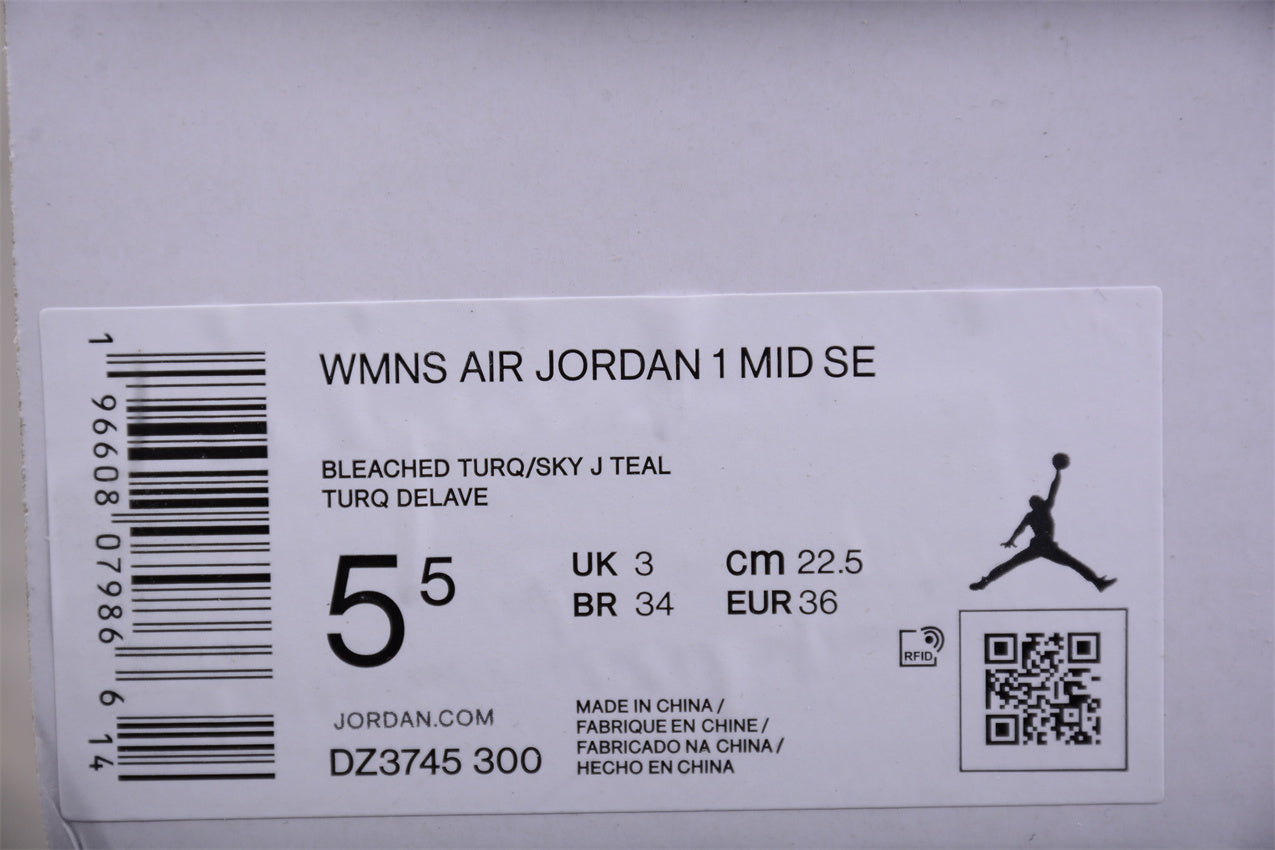 WMNS AIR JORDAN 1 MID SE
BLEACHED TURQ/SKY J TEAL
TURQ DELAVE
5 5
UK 3
cm 22.5
BR 34
EUR 36
RFID
JORDAN.COM
DZ3745 300
MADE IN CHINA /
FABRIQUE EN CHINE /
FABRICADO NA CHINA /
HECHO EN CHINA
1 96608 07986 6 14